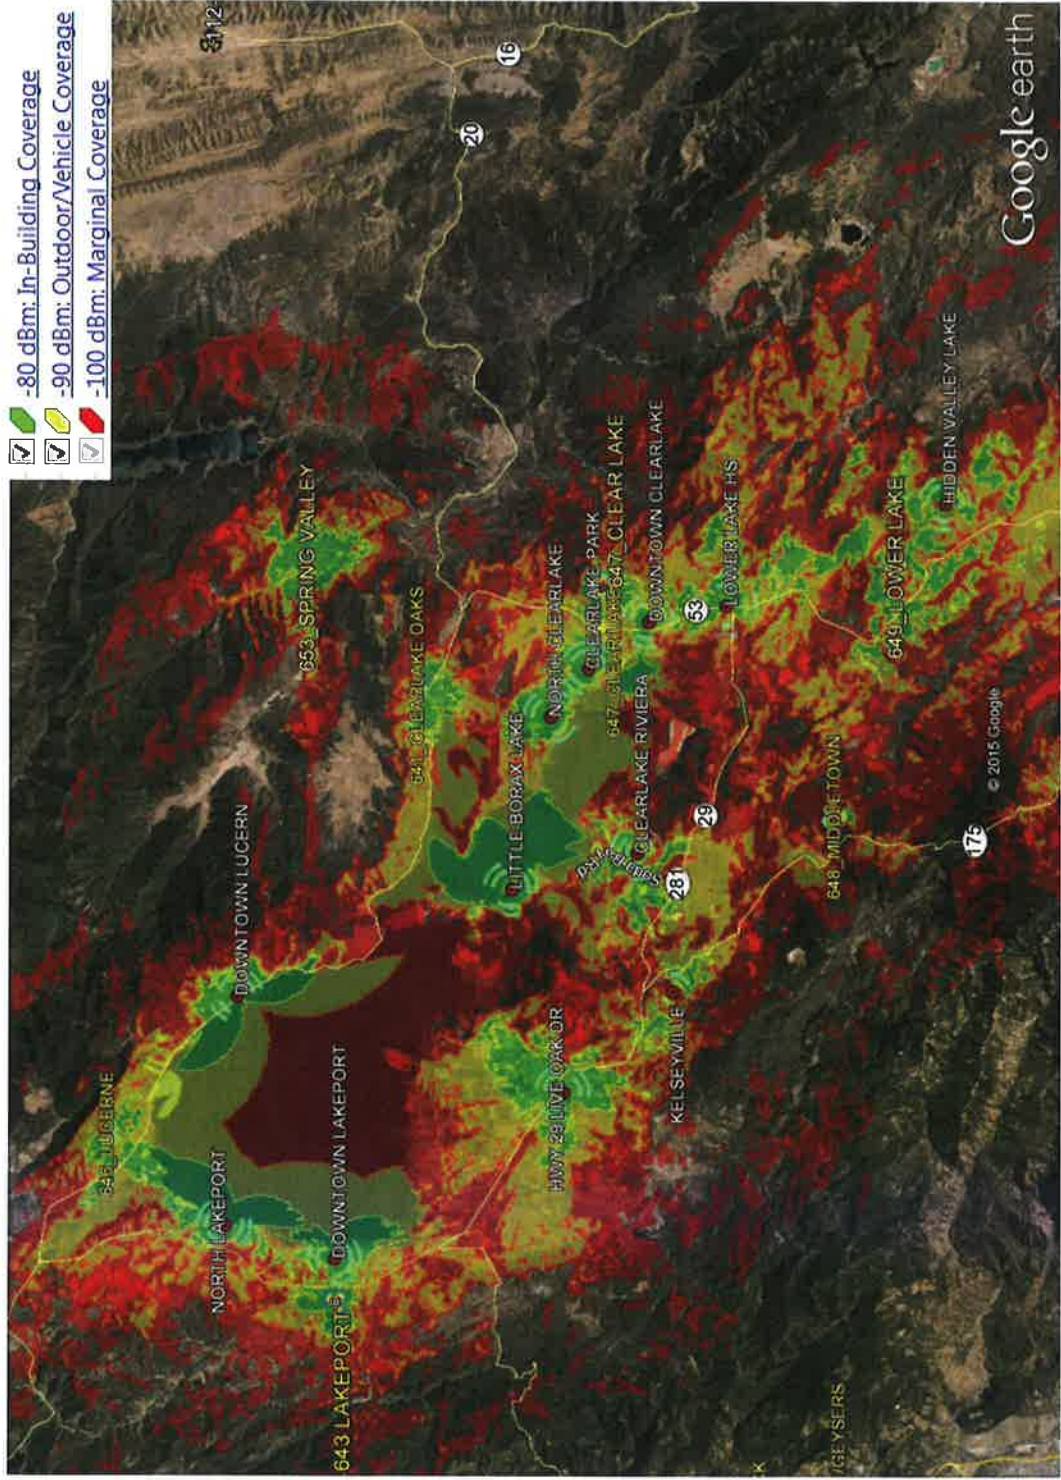 -80 dBm: In-Building Coverage
-90 dBm: Outdoor/Vehicle Coverage
-100 dBm: Marginal Coverage
643 LAKEPORT
NORTH LAKEPORT
DOWNTOWN LAKEPORT
DOWNTOWN LUCERN
HWY 29 LIVE OAK DR
KELSEYVILLE
653_SPRING VALLEY
641_CLEARLAKE OAKS
LITTLE BORAX LAKE
NORTH CLEARLAKE
CLEARLAKE PARK
647_CLEAR LAKE
DOWNTOWN CLEARLAKE
CLEARLAKE RIVIERA
LOWERLAKE HS
649_LOWER LAKE
HIDDEN VALLEY LAKE
648_MIDDLETOWN
GEYSERS
16
20
53
29
281
175
© 2015 Google
Google earth